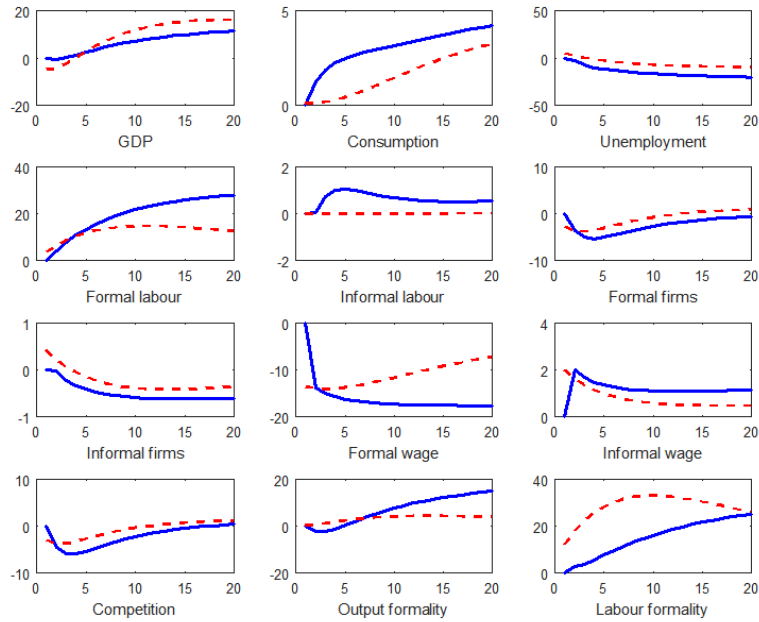 20
0
-20
0 5 10 15 20
GDP
5
0
0 5 10 15 20
Consumption
50
0
-50
0 5 10 15 20
Unemployment
40
20
0
0 5 10 15 20
Formal labour
2
0
-2
0 5 10 15 20
Informal labour
10
0
-10
0 5 10 15 20
Formal firms
1
0
-1
0 5 10 15 20
Informal firms
0
-10
-20
0 5 10 15 20
Formal wage
4
2
0
0 5 10 15 20
Informal wage
10
0
-10
0 5 10 15 20
Competition
20
0
-20
0 5 10 15 20
Output formality
40
20
0
0 5 10 15 20
Labour formality